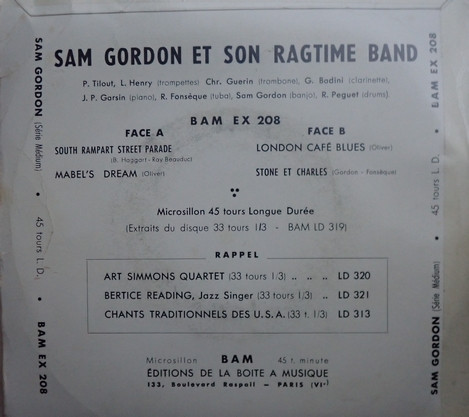 SAM GORDON ET SON RAGTIME BAND
P. Tilout, L. Henry (trompettes) Chr. Guerin (trombone), G. Badini (clarinette),
J. P. Garsin (piano), R. Fonsèque (tuba), Sam Gordon (banjo), R. Peguet (drums).
BAM EX 208
FACE A
SOUTH RAMPART STREET PARADE
(B. Haggart - Ray Beauduc)
MABEL'S DREAM (Oliver)
FACE B
LONDON CAFÉ BLUES (Oliver)
STONE ET CHARLES (Gordon - Fonsèque)
Microsillon 45 tours Longue Durée
(Extraits du disque 33 tours 1/3 - BAM LD 319)
RAPPEL
ART SIMMONS QUARTET (33 tours 1/3) .. .. .. LD 320
BERTICE READING, Jazz Singer (33 tours 1/3) .. LD 321
CHANTS TRADITIONNELS DES U.S.A. (33 t. 1/3) LD 313
Microsillon BAM 45 t. minute
ÉDITIONS DE LA BOITE A MUSIQUE
133, Boulevard Raspail - PARIS (VIᵉ)
SAM GORDON (Série Médium) • 45 tours L. D. • BAM EX 208
SAM GORDON (Série Médium) • 45 tours L. D. • BAM EX 208